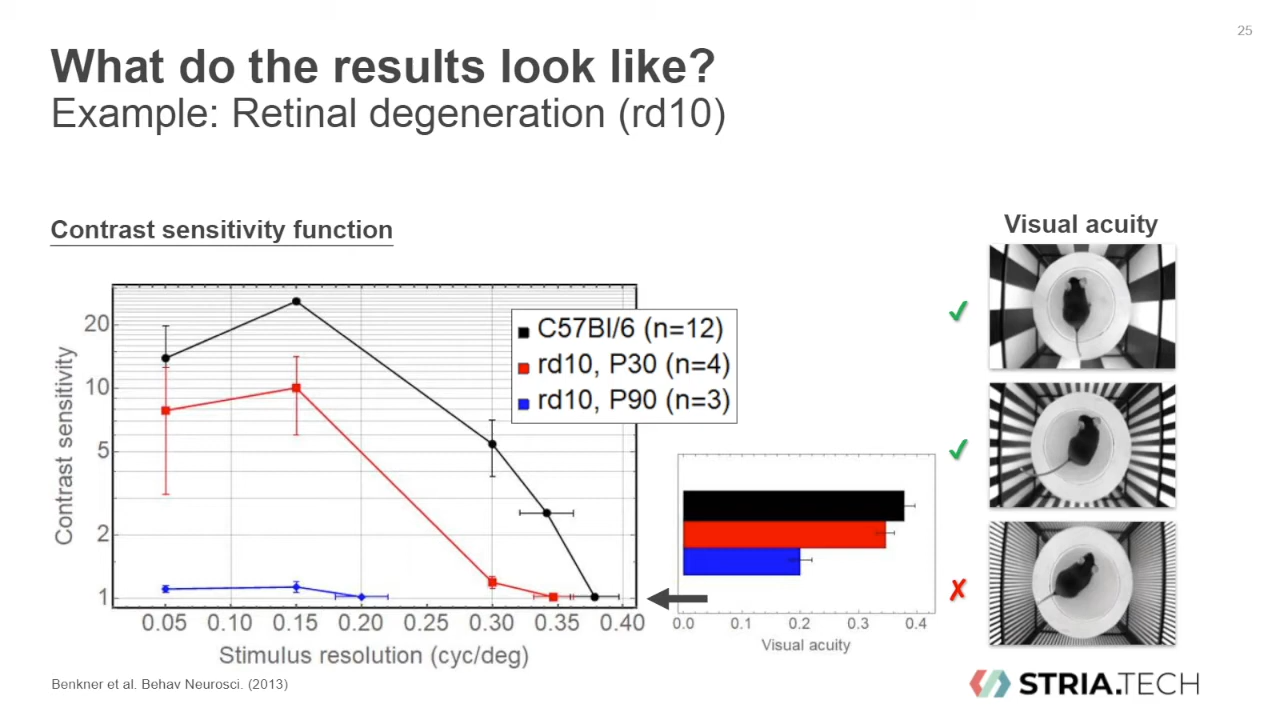 25
What do the results look like?
Example: Retinal degeneration (rd10)
Contrast sensitivity function
Visual acuity
C57Bl/6 (n=12)
rd10, P30 (n=4)
rd10, P90 (n=3)
Contrast sensitivity
20
10
5
2
1
0.05 0.10 0.15 0.20 0.30 0.35 0.40
Stimulus resolution (cyc/deg)
0.0 0.1 0.2 0.3 0.4
Visual acuity
Benkner et al. Behav Neurosci. (2013)
STRIA.TECH